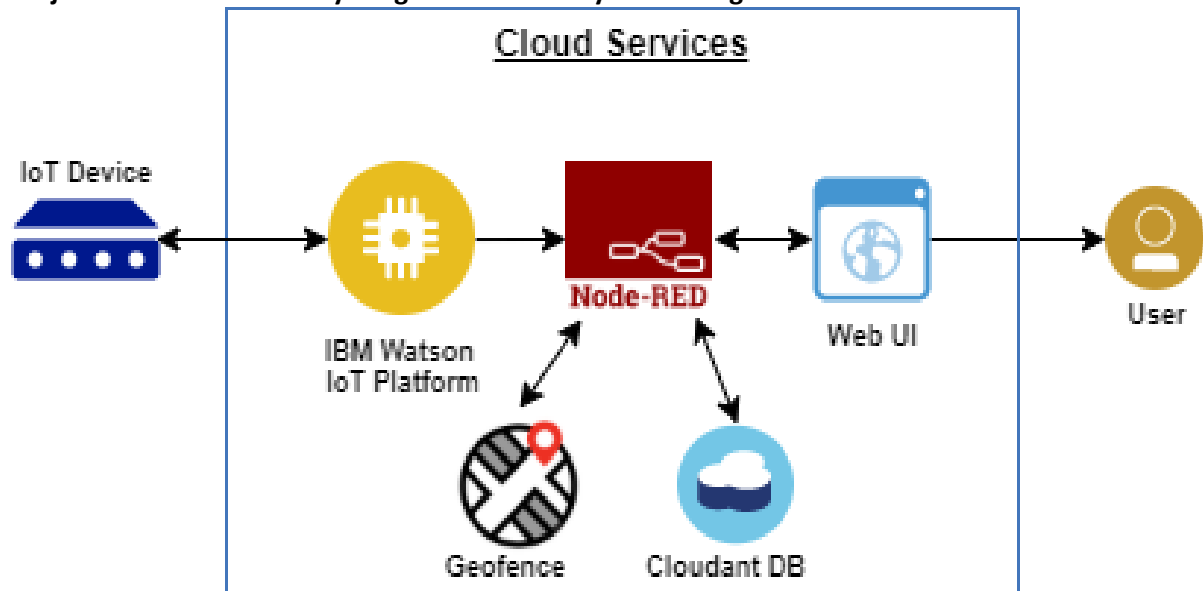 Cloud Services
IoT Device
Node-RED
IBM Watson
IoT Platform
Web UI
User
Geofence
Cloudant DB